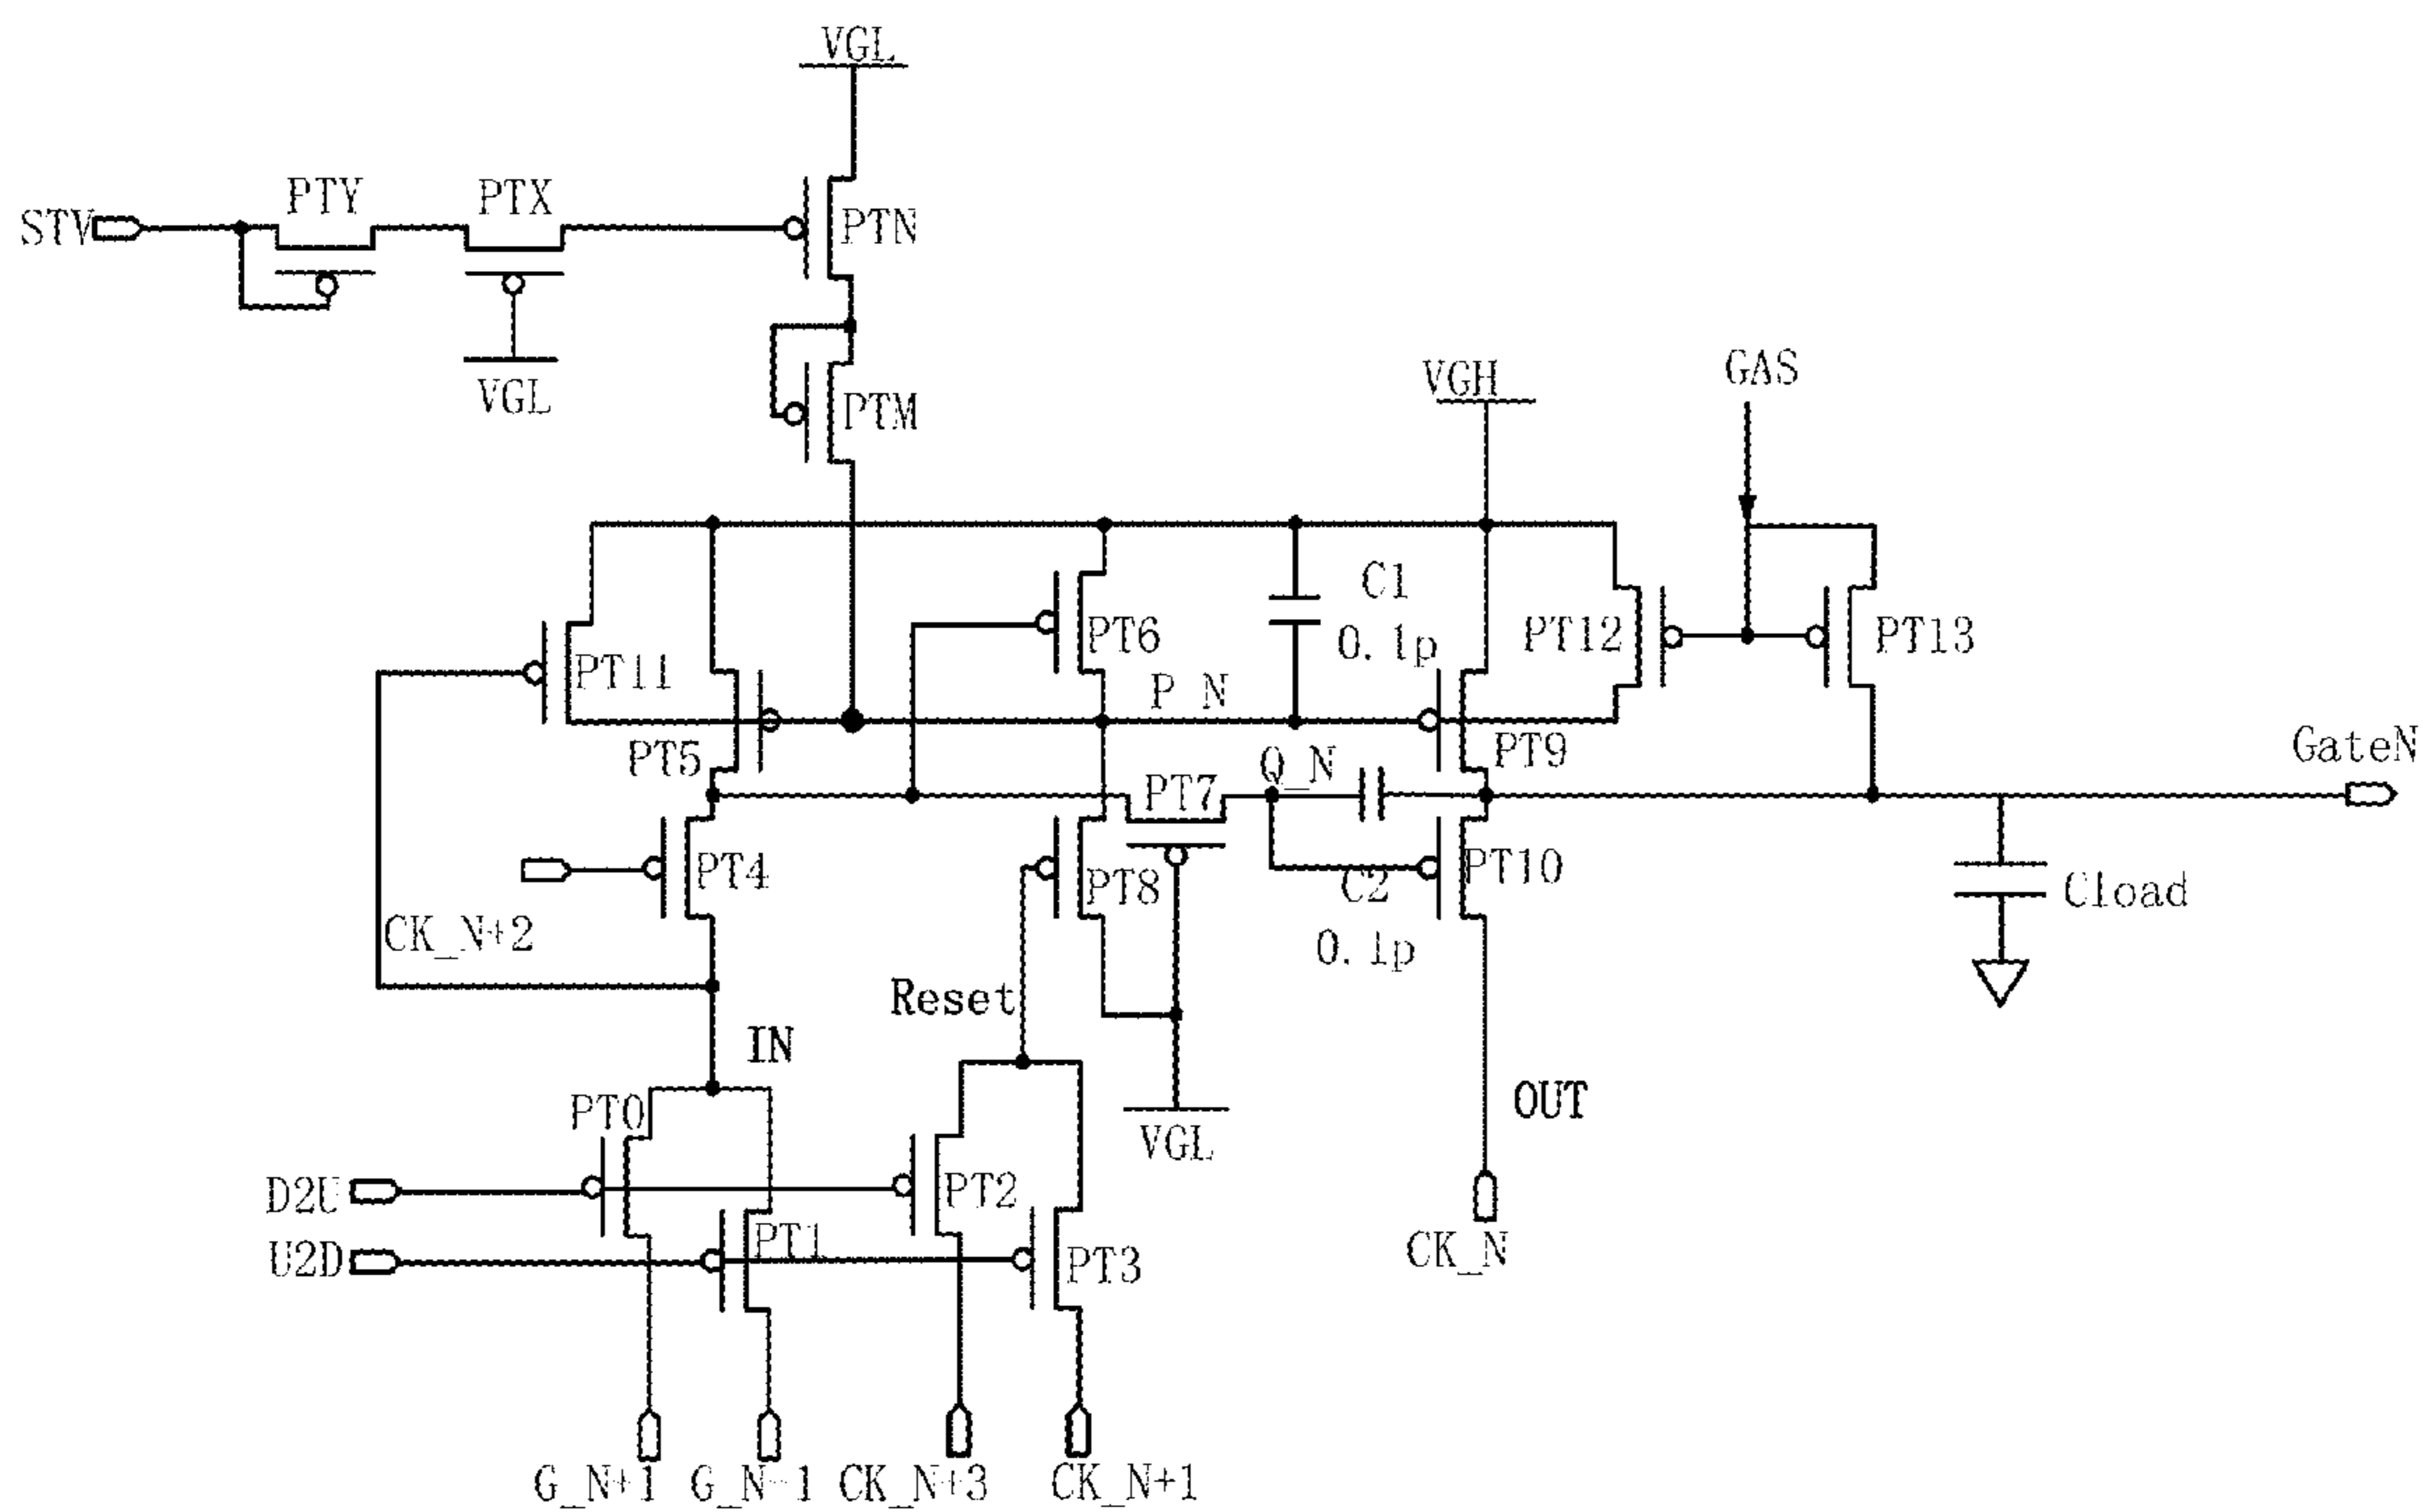 VGL
STV
PTY
PTX
PTN
VGL
PTM
VGH
GAS
C1
0.1p
PT6
PT12
PT13
PT11
P_N
PT5
PT9
GateN
Q_N
PT7
PT4
PT8
PT10
C2
0.1p
Cload
CK_N+2
Reset
IN
OUT
VGL
PT0
D2U
PT2
U2D
PT1
PT3
CK_N
G_N+1
G_N-1
CK_N+3
CK_N+1